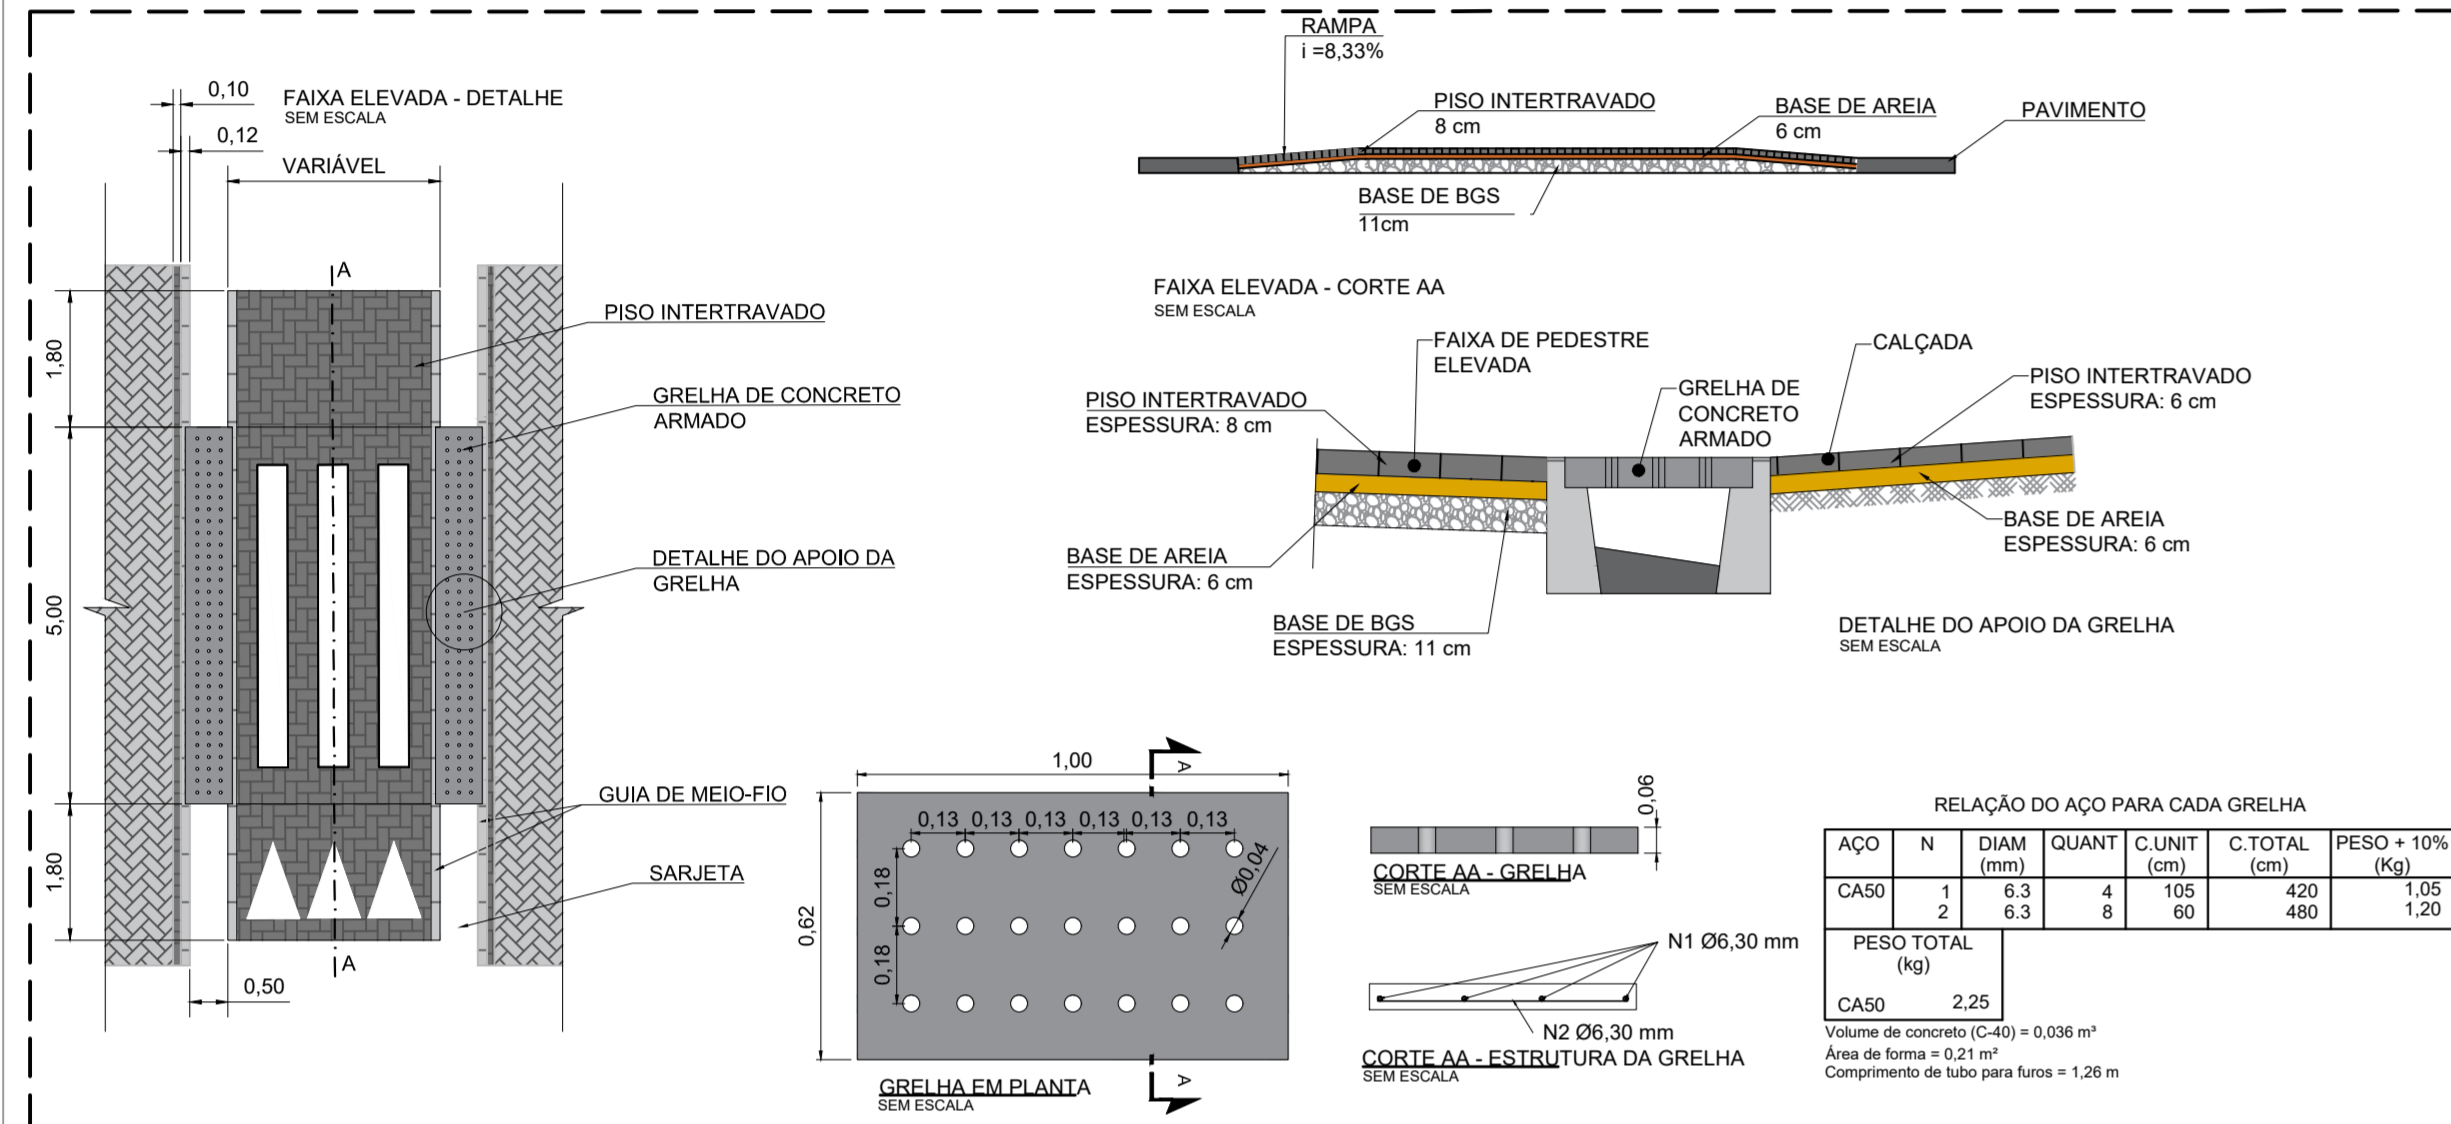 0,10
FAIXA ELEVADA - DETALHE
SEM ESCALA
0,12
VARIÁVEL
A
1,80
5,00
1,80
PISO INTERTRAVADO
GRELHA DE CONCRETO
ARMADO
DETALHE DO APOIO DA
GRELHA
GUIA DE MEIO-FIO
SARJETA
A
0,50
RAMPA
i =8,33%
PISO INTERTRAVADO
8 cm
BASE DE AREIA
6 cm
PAVIMENTO
BASE DE BGS
11cm
FAIXA ELEVADA - CORTE AA
SEM ESCALA
FAIXA DE PEDESTRE
ELEVADA
CALÇADA
PISO INTERTRAVADO
ESPESSURA: 8 cm
GRELHA DE
CONCRETO
ARMADO
PISO INTERTRAVADO
ESPESSURA: 6 cm
BASE DE AREIA
ESPESSURA: 6 cm
BASE DE AREIA
ESPESSURA: 6 cm
BASE DE BGS
ESPESSURA: 11 cm
DETALHE DO APOIO DA GRELHA
SEM ESCALA
1,00
A
0,13 0,13 0,13 0,13 0,13 0,13
0,18
0,18
0,62
Ø0,04
A
GRELHA EM PLANTA
SEM ESCALA
0,06
CORTE AA - GRELHA
SEM ESCALA
N1 Ø6,30 mm
N2 Ø6,30 mm
CORTE AA - ESTRUTURA DA GRELHA
SEM ESCALA
RELAÇÃO DO AÇO PARA CADA GRELHA
AÇO N DIAM (mm) QUANT C.UNIT (cm) C.TOTAL (cm) PESO + 10% (Kg)
CA50 1 6.3 4 105 420 1,05
2 6.3 8 60 480 1,20
PESO TOTAL
(kg)
CA50 2,25
Volume de concreto (C-40) = 0,036 m³
Área de forma = 0,21 m²
Comprimento de tubo para furos = 1,26 m